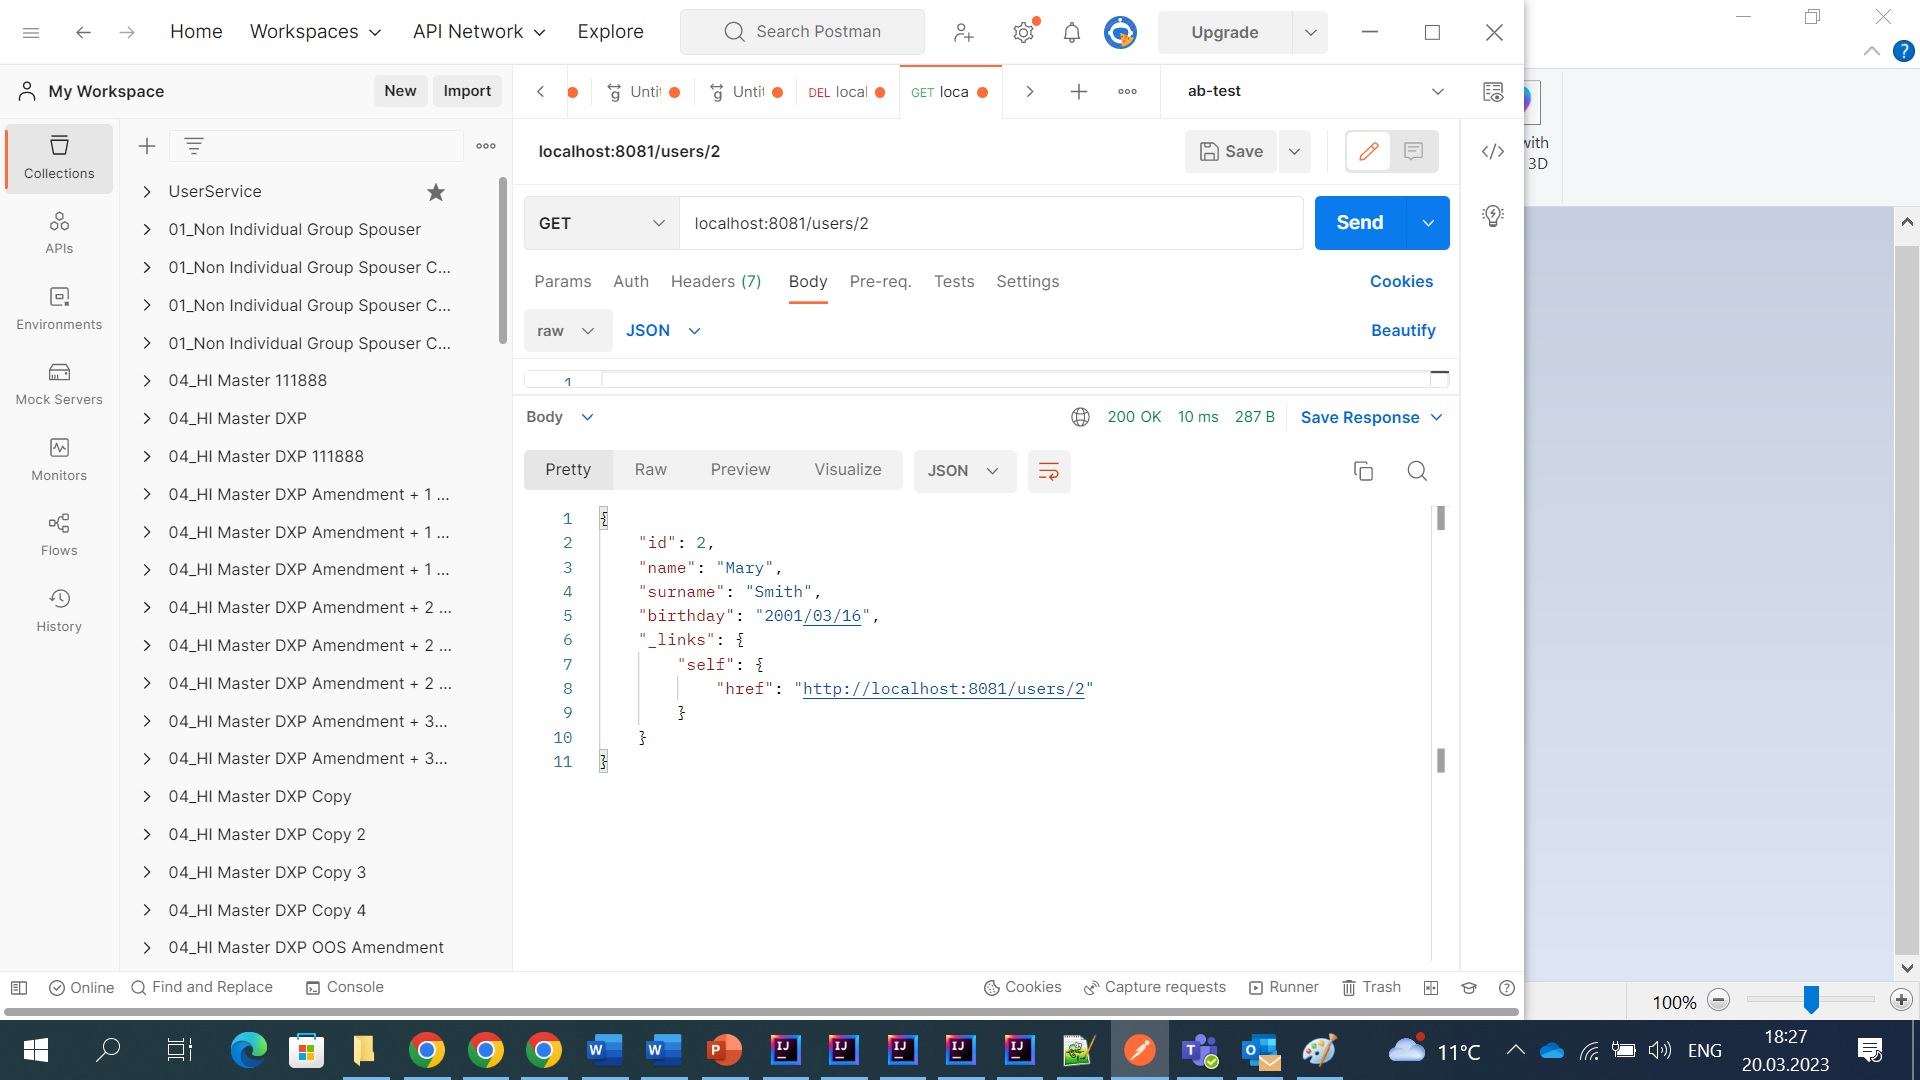 Home
Workspaces
API Network
Explore
Search Postman
Upgrade
My Workspace
New
Import
Unti
Unti
DEL local
GET loca
ab-test
with
3D
Collections
APIs
Environments
Mock Servers
Monitors
Flows
History
UserService
01_Non Individual Group Spouser
01_Non Individual Group Spouser C...
01_Non Individual Group Spouser C...
01_Non Individual Group Spouser C...
04_HI Master 111888
04_HI Master DXP
04_HI Master DXP 111888
04_HI Master DXP Amendment + 1 ...
04_HI Master DXP Amendment + 1 ...
04_HI Master DXP Amendment + 1 ...
04_HI Master DXP Amendment + 2 ...
04_HI Master DXP Amendment + 2 ...
04_HI Master DXP Amendment + 2 ...
04_HI Master DXP Amendment + 3...
04_HI Master DXP Amendment + 3...
04_HI Master DXP Copy
04_HI Master DXP Copy 2
04_HI Master DXP Copy 3
04_HI Master DXP Copy 4
04_HI Master DXP OOS Amendment
localhost:8081/users/2
Save
GET
localhost:8081/users/2
Send
Params Auth Headers (7) Body Pre-req. Tests Settings
Cookies
raw
JSON
Beautify
1
Body
200 OK 10 ms 287 B
Save Response
Pretty Raw Preview Visualize
JSON
1 {
2 "id": 2,
3 "name": "Mary",
4 "surname": "Smith",
5 "birthday": "2001/03/16",
6 "_links": {
7 "self": {
8 "href": "http://localhost:8081/users/2"
9 }
10 }
11 }
Online
Find and Replace
Console
Cookies
Capture requests
Runner
Trash
100%
11°C
ENG
18:27
20.03.2023